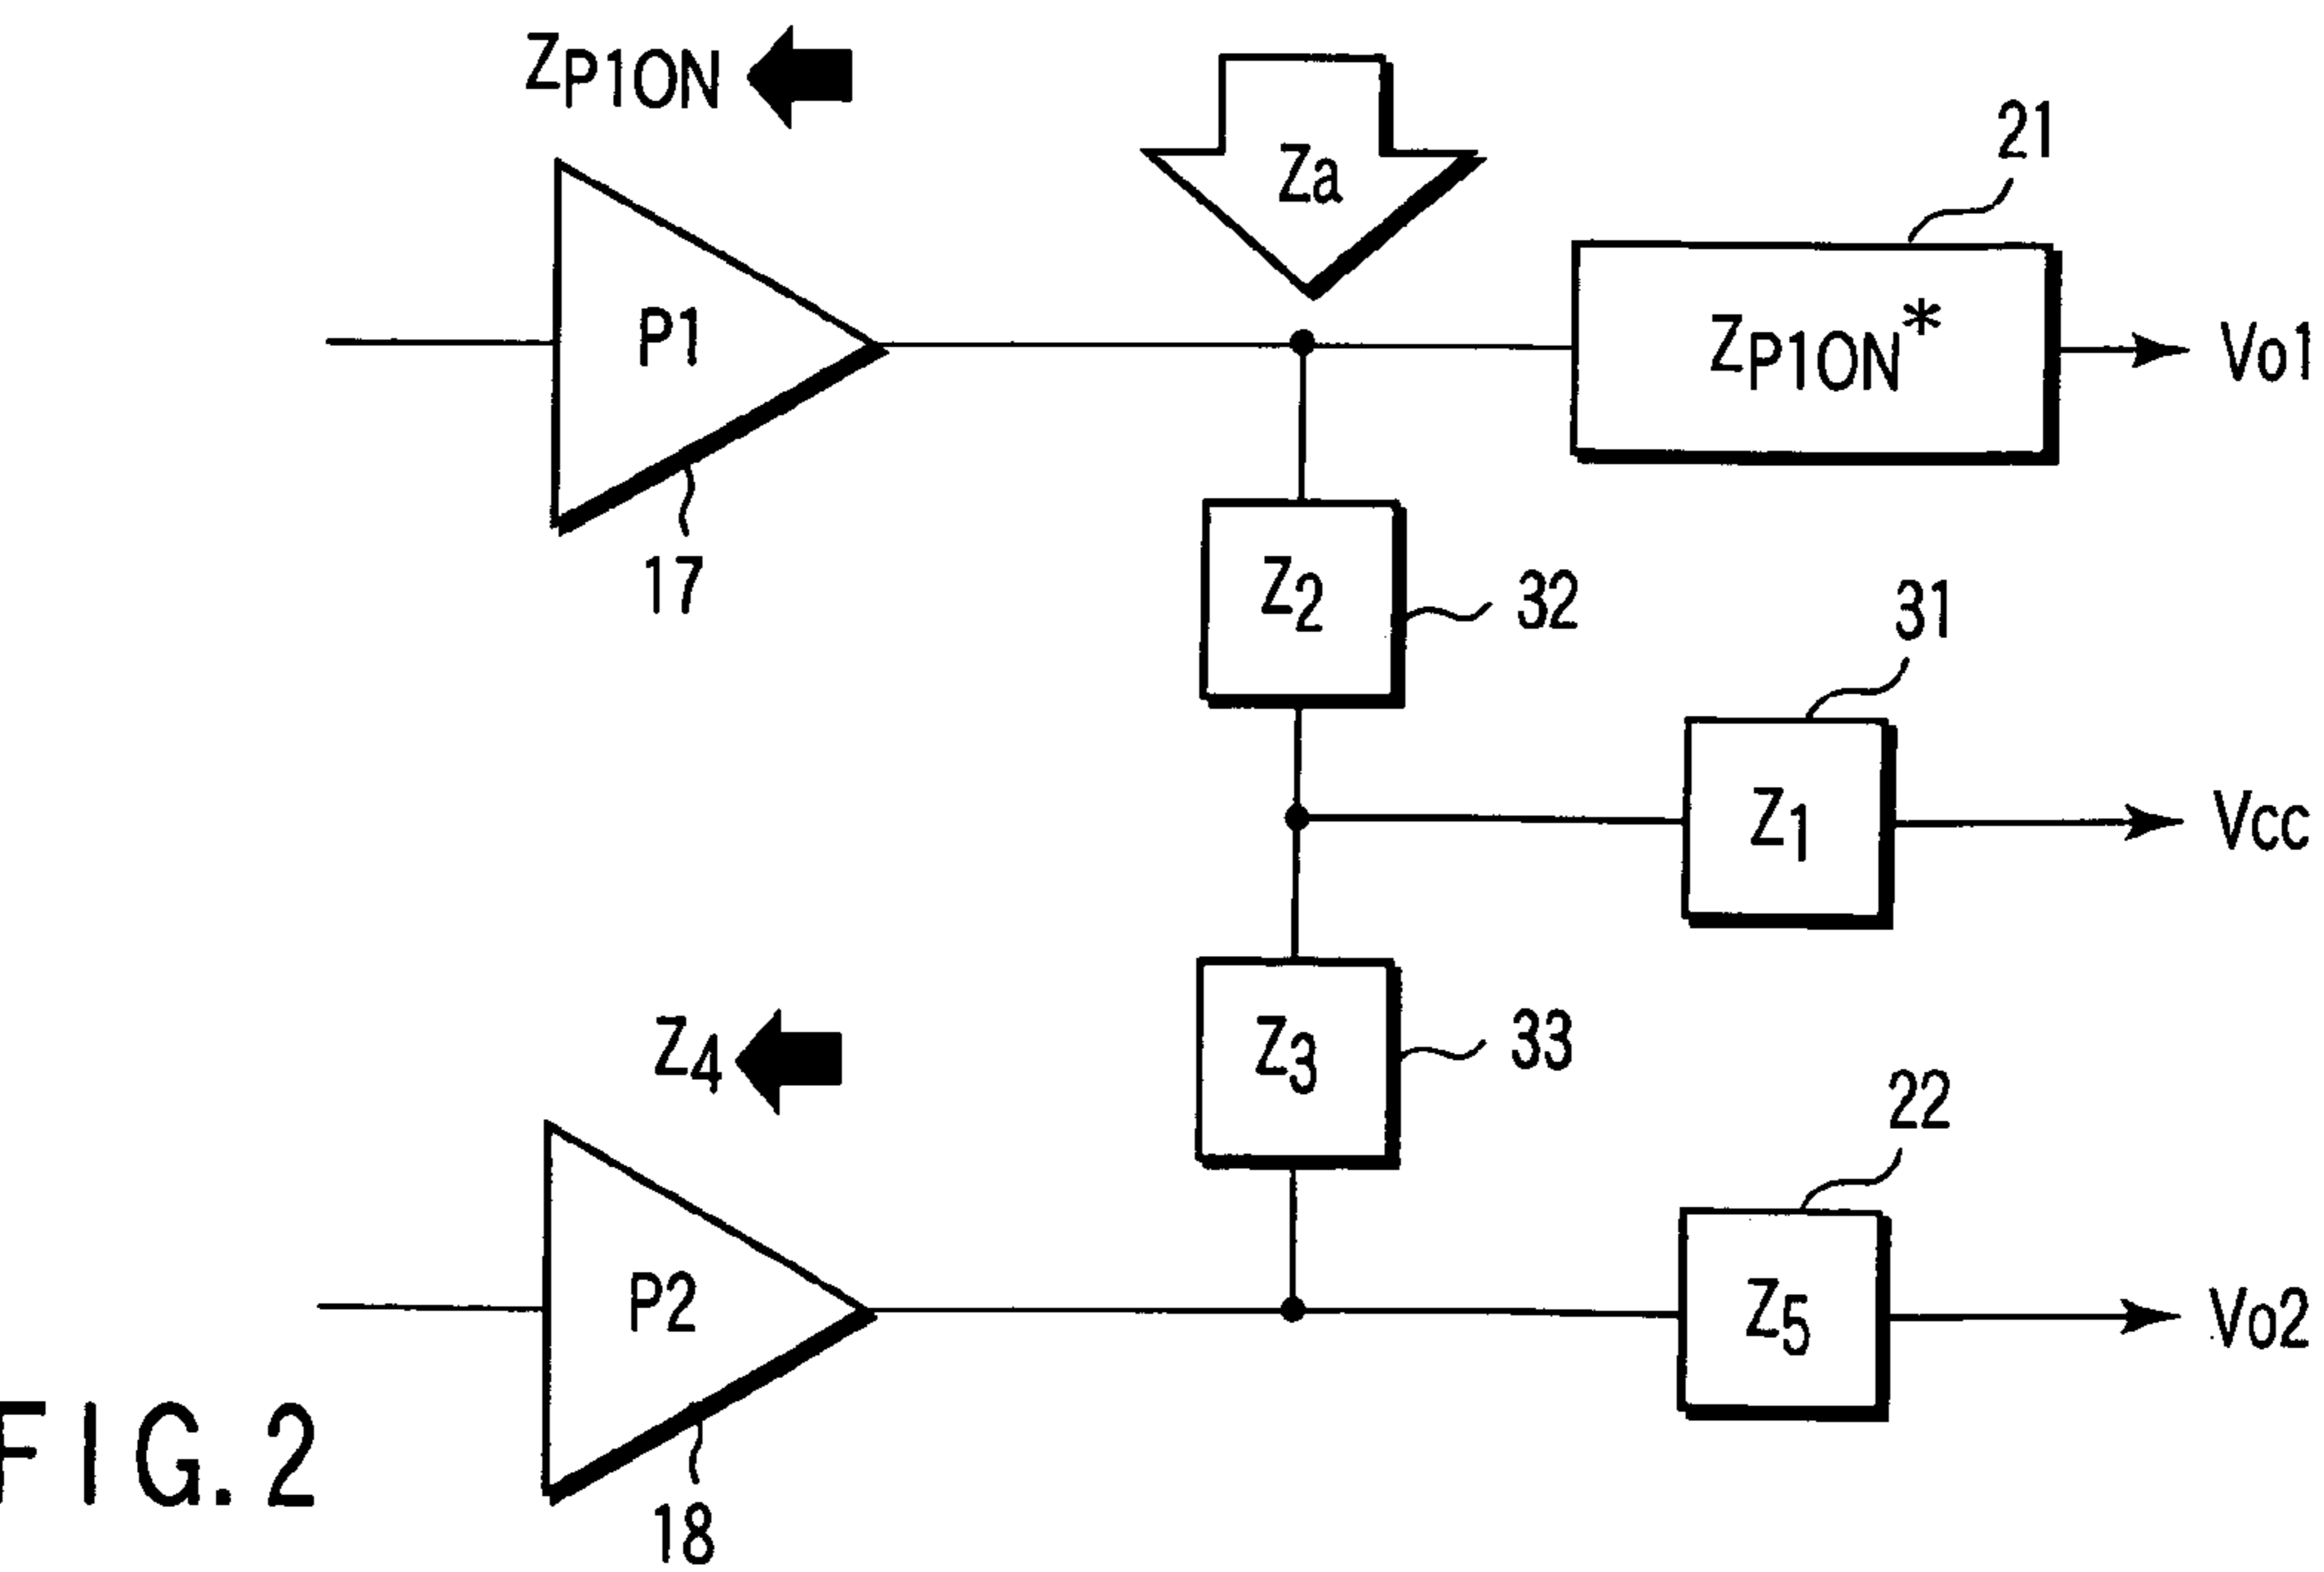 ZP1ON
Za
21
P1
ZP1ON*
Vo1
17
Z2
32
31
Z1
Vcc
Z3
33
Z4
22
P2
Z5
Vo2
18
FIG.2